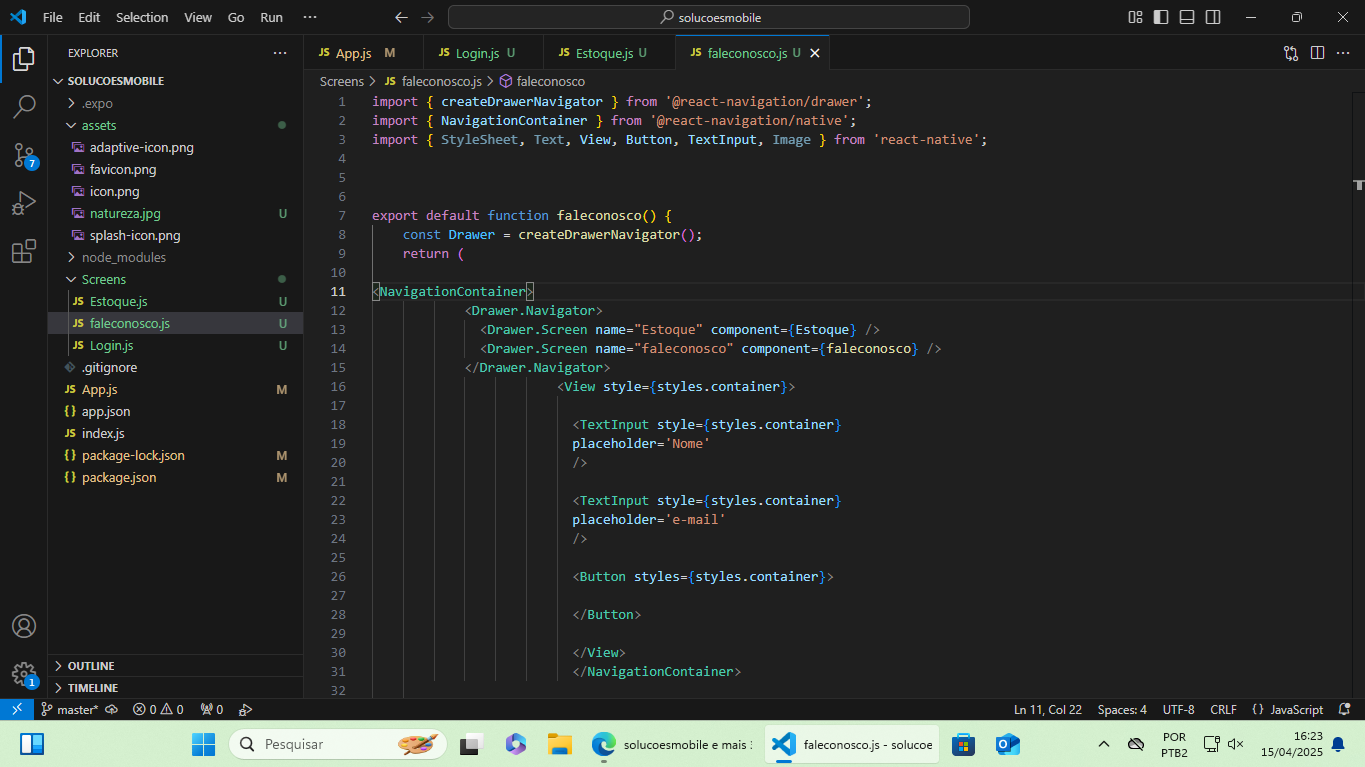 File Edit Selection View Go Run ··· solucoesmobile
EXPLORER ···
SOLUCOESMOBILE
.expo
assets
adaptive-icon.png
favicon.png
icon.png
natureza.jpg U
splash-icon.png
node_modules
Screens
JS Estoque.js U
JS faleconosco.js U
JS Login.js U
.gitignore
JS App.js M
{} app.json
JS index.js
{} package-lock.json M
{} package.json M
OUTLINE
TIMELINE
7
1
JS App.js M JS Login.js U JS Estoque.js U JS faleconosco.js U
Screens > JS faleconosco.js > faleconosco
1 import { createDrawerNavigator } from '@react-navigation/drawer';
2 import { NavigationContainer } from '@react-navigation/native';
3 import { StyleSheet, Text, View, Button, TextInput, Image } from 'react-native';
4
5
6
7 export default function faleconosco() {
8 const Drawer = createDrawerNavigator();
9 return (
10
11 <NavigationContainer>
12 <Drawer.Navigator>
13 <Drawer.Screen name="Estoque" component={Estoque} />
14 <Drawer.Screen name="faleconosco" component={faleconosco} />
15 </Drawer.Navigator>
16 <View style={styles.container}>
17
18 <TextInput style={styles.container}
19 placeholder='Nome'
20 />
21
22 <TextInput style={styles.container}
23 placeholder='e-mail'
24 />
25
26 <Button styles={styles.container}>
27
28 </Button>
29
30 </View>
31 </NavigationContainer>
32
master* 0 0 0 Ln 11, Col 22 Spaces: 4 UTF-8 CRLF {} JavaScript
Pesquisar solucoesmobile e mais faleconosco.js - solucoe POR PTB2 16:23 15/04/2025